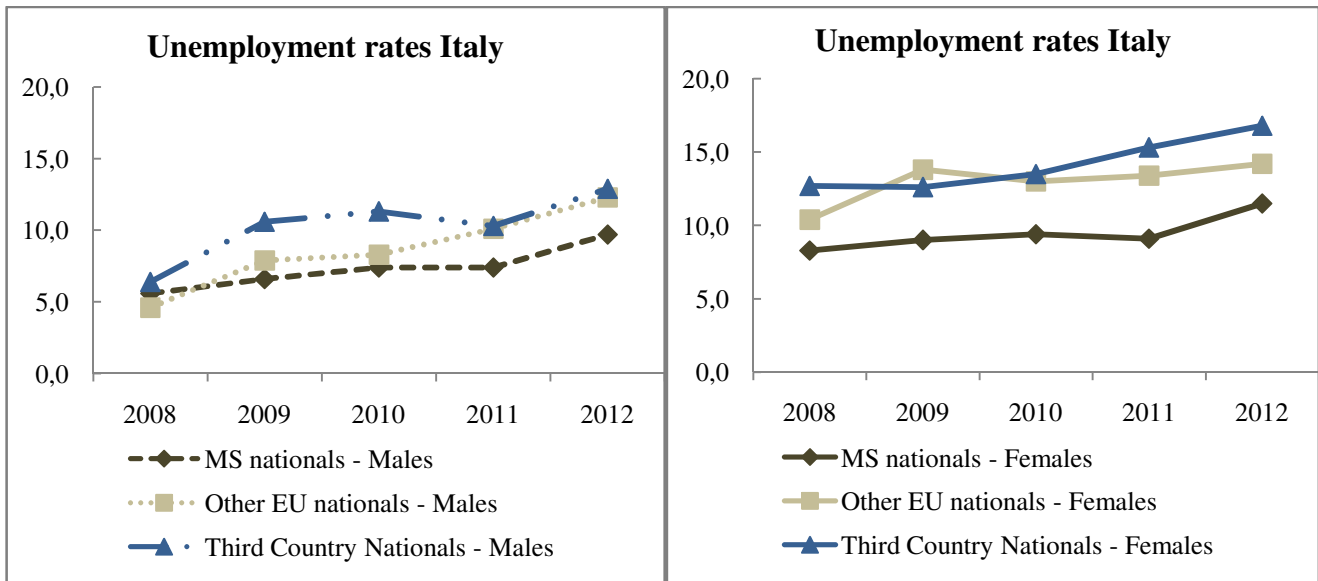 Unemployment rates Italy
20,0
15,0
10,0
5,0
0,0
2008 2009 2010 2011 2012
MS nationals - Males
Other EU nationals - Males
Third Country Nationals - Males
Unemployment rates Italy
20,0
15,0
10,0
5,0
0,0
2008 2009 2010 2011 2012
MS nationals - Females
Other EU nationals - Females
Third Country Nationals - Females